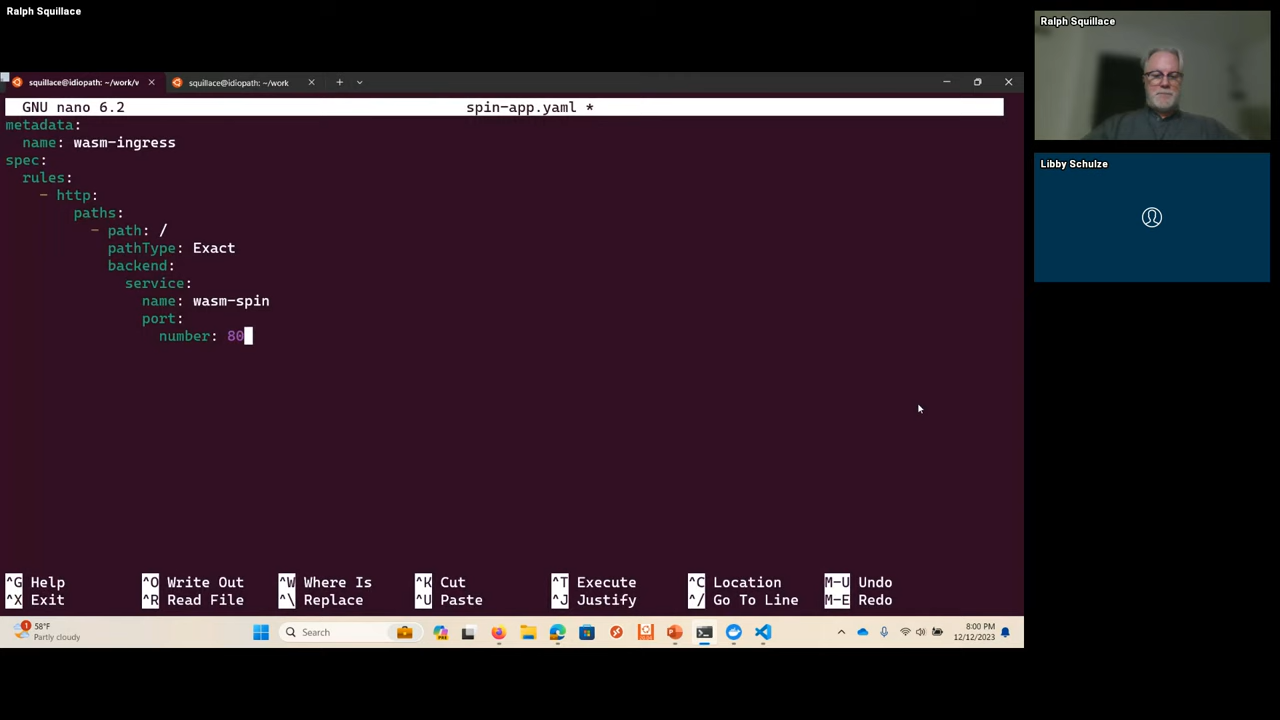 Ralph Squillace
Ralph Squillace
Libby Schulze
squillace@idiopath: ~/work/v
squillace@idiopath: ~/work
GNU nano 6.2 spin-app.yaml *
metadata:
name: wasm-ingress
spec:
rules:
- http:
paths:
- path: /
pathType: Exact
backend:
service:
name: wasm-spin
port:
number: 80
^G Help ^O Write Out ^W Where Is ^K Cut ^T Execute ^C Location M-U Undo
^X Exit ^R Read File ^\ Replace ^U Paste ^J Justify ^/ Go To Line M-E Redo
1
58°F
Partly cloudy
Search
PRE
8:00 PM
12/12/2023